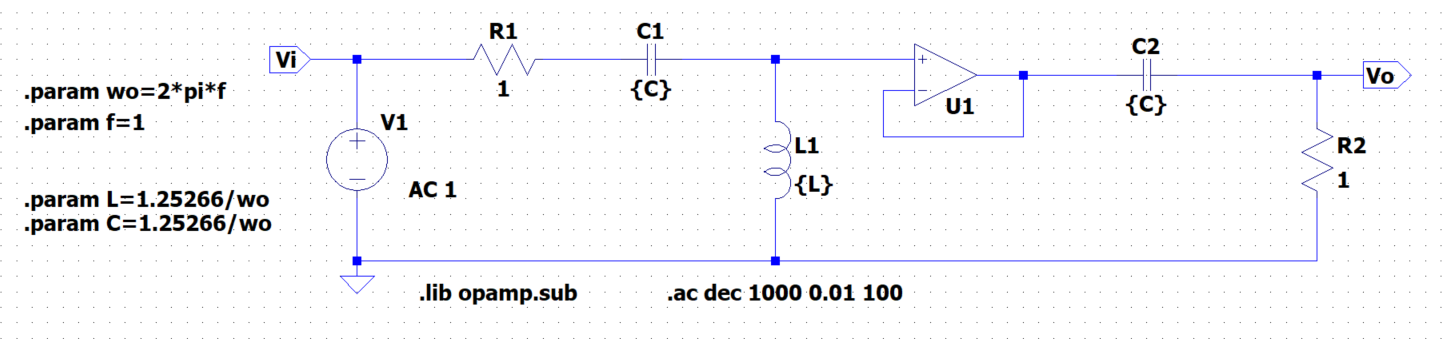 R1
C1
C2
Vi
Vo
1
{C}
{C}
.param wo=2*pi*f
U1
.param f=1
V1
L1
R2
{L}
1
AC 1
.param L=1.25266/wo
.param C=1.25266/wo
.lib opamp.sub
.ac dec 1000 0.01 100